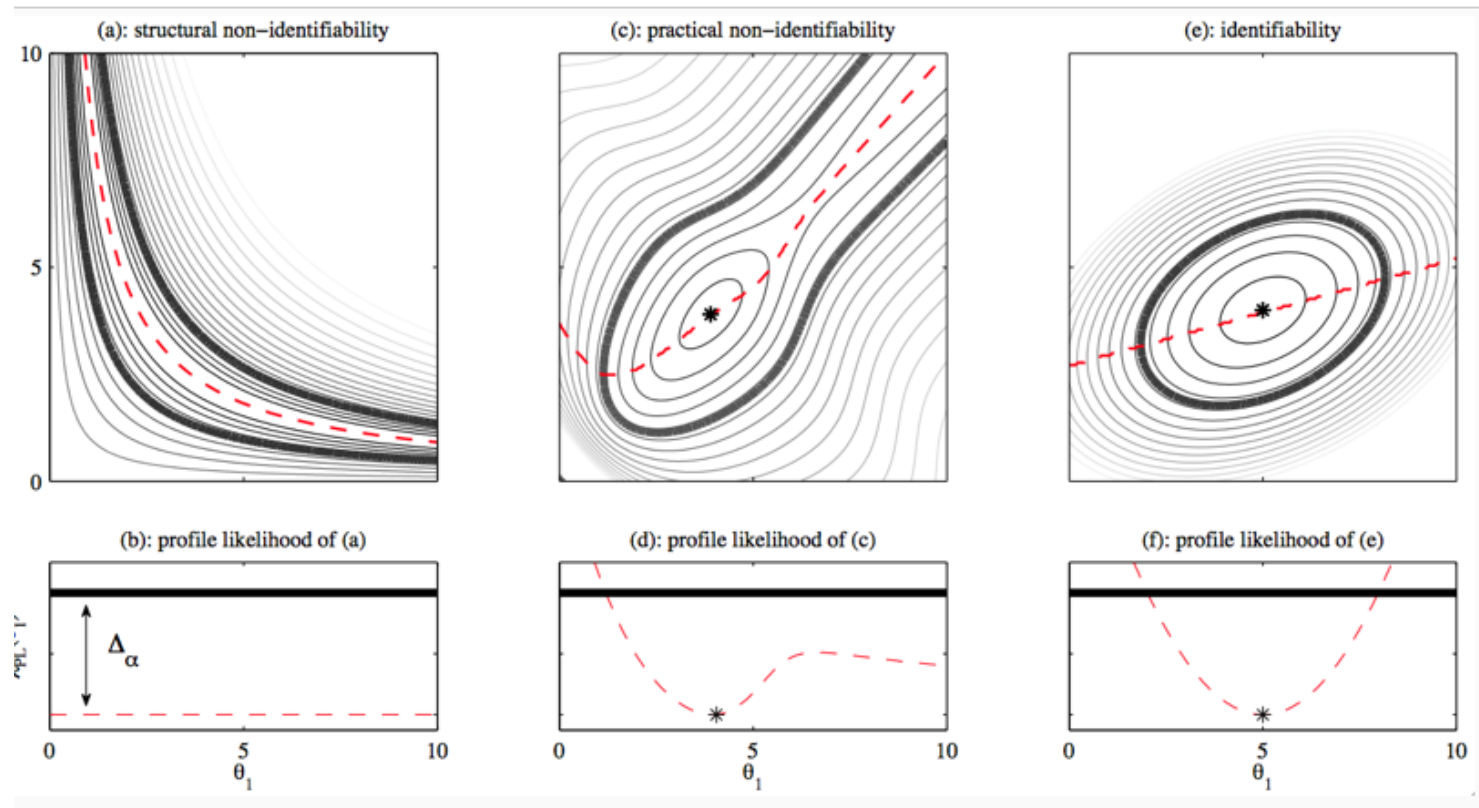 (a): structural non−identifiability
(c): practical non−identifiability
(e): identifiability
10
5
0
(b): profile likelihood of (a)
(d): profile likelihood of (c)
(f): profile likelihood of (e)
Δα
0 5 10
0 5 10
0 5 10
θ1
θ1
θ1